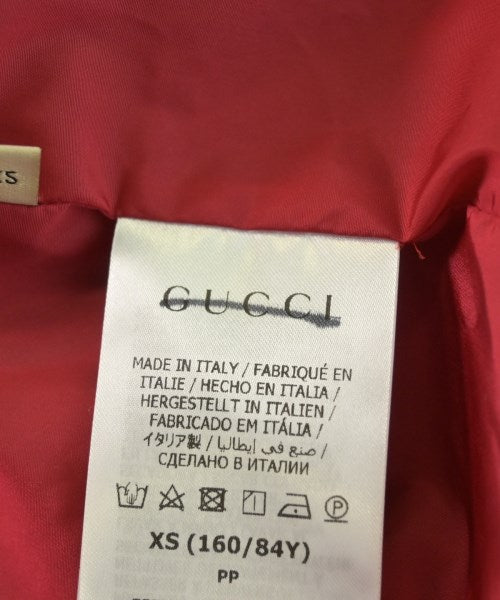 GUCCI
MADE IN ITALY / FABRIQUÉ EN
ITALIE / HECHO EN ITALIA /
HERGESTELLT IN ITALIEN /
FABRICADO EM ITÁLIA /
イタリア製 / صنع في إيطاليا /
СДЕЛАНО В ИТАЛИИ
P
XS (160/84Y)
PP